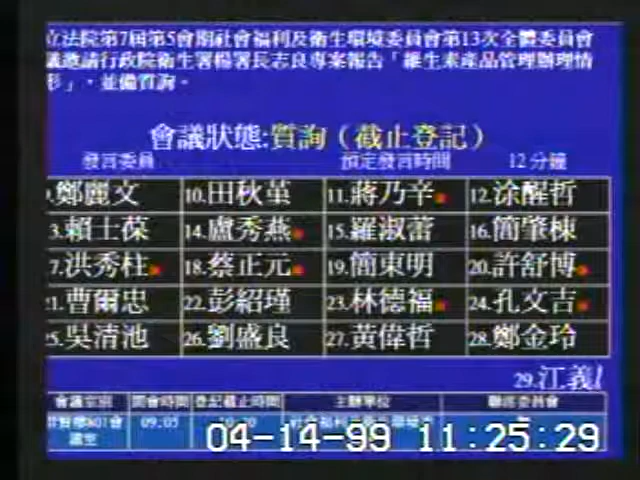 立法院第7屆第5會期社會福利及衛生環境委員會第13次全體委員會
議邀請行政院衛生署楊署長志良專案報告「維生素產品管理辦理情
形」,並備質詢。
會議狀態:質詢（截止登記）
發言委員 預定發言時間 12分鐘
鄭麗文 10.田秋堇 11.蔣乃辛 12.涂醒哲
3.賴士葆 14.盧秀燕 15.羅淑蕾 16.簡肇棟
7.洪秀柱 18.蔡正元 19.簡東明 20.許舒博
1.曹爾忠 22.彭紹瑾 23.林德福 24.孔文吉
5.吳清池 26.劉盛良 27.黃偉哲 28.鄭金玲
29.江義
會議室別 開會時間 登記截止時間 主辦單位 聯席委員會
09:05 10:30
議室
04-14-99 11:25:29